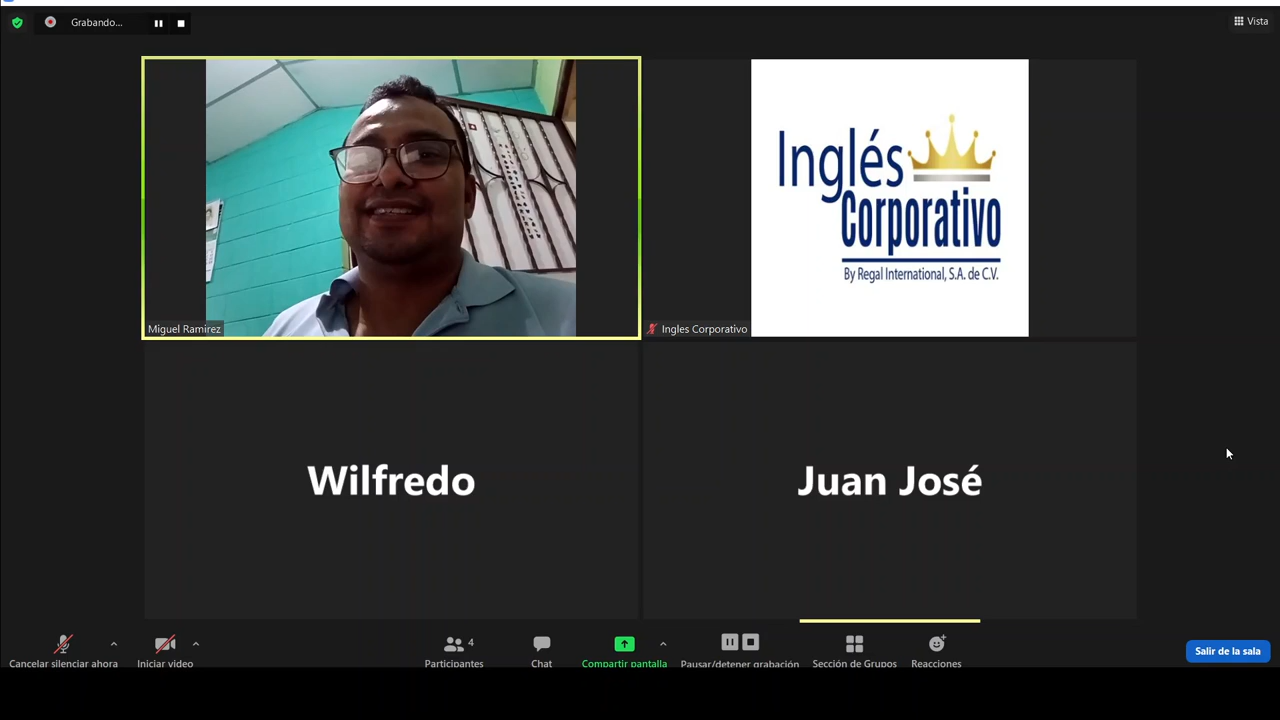 Grabando...
Vista
Miguel Ramirez
Inglés
Corporativo
By Regal International, S.A. de C.V.
Ingles Corporativo
Wilfredo
Juan José
Cancelar silenciar ahora
Iniciar video
4
Participantes
Chat
Compartir pantalla
Pausar/detener grabación
Sección de Grupos
Reacciones
Salir de la sala